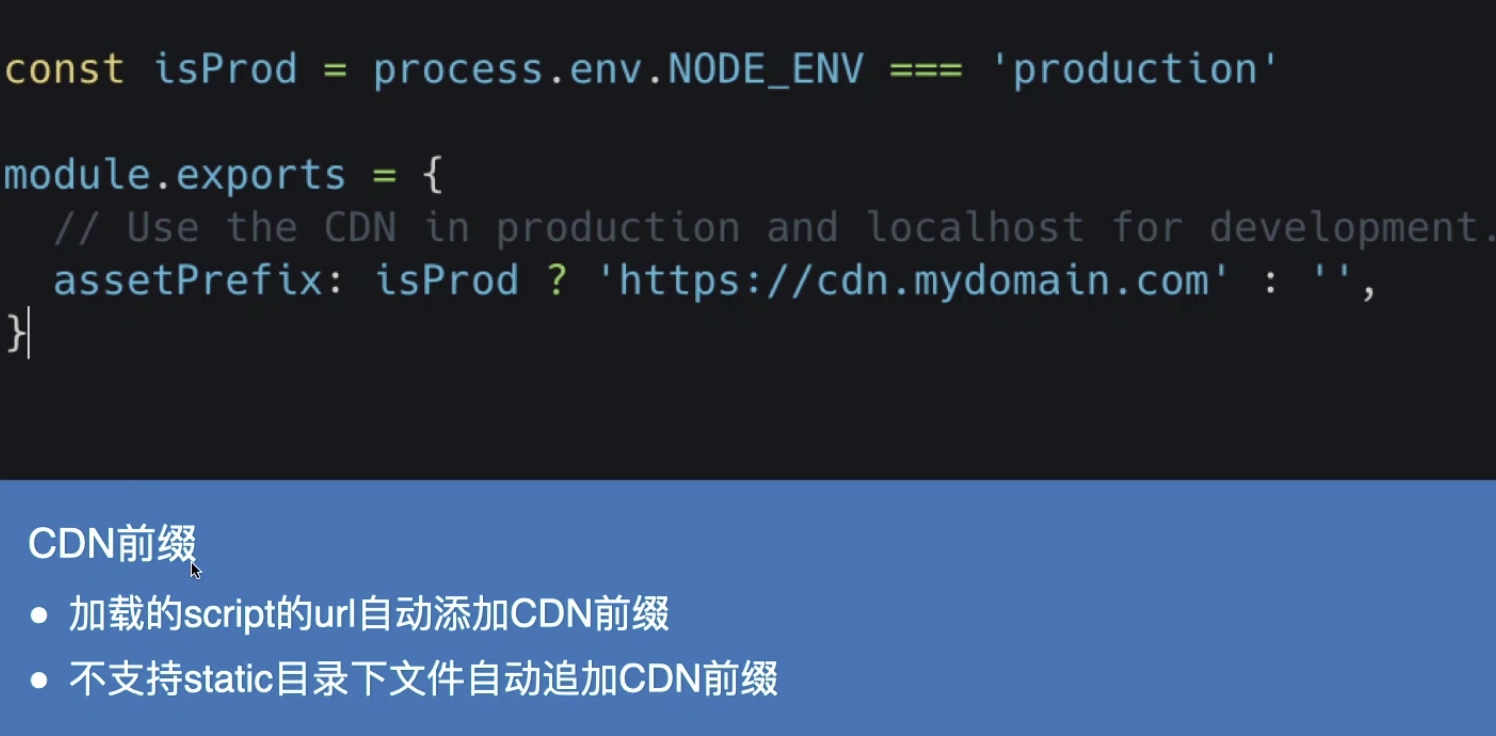 const isProd = process.env.NODE_ENV === 'production'
module.exports = {
// Use the CDN in production and localhost for development.
assetPrefix: isProd ? 'https://cdn.mydomain.com' : '',
}
CDN前缀
● 加载的script的url自动添加CDN前缀
● 不支持static目录下文件自动追加CDN前缀